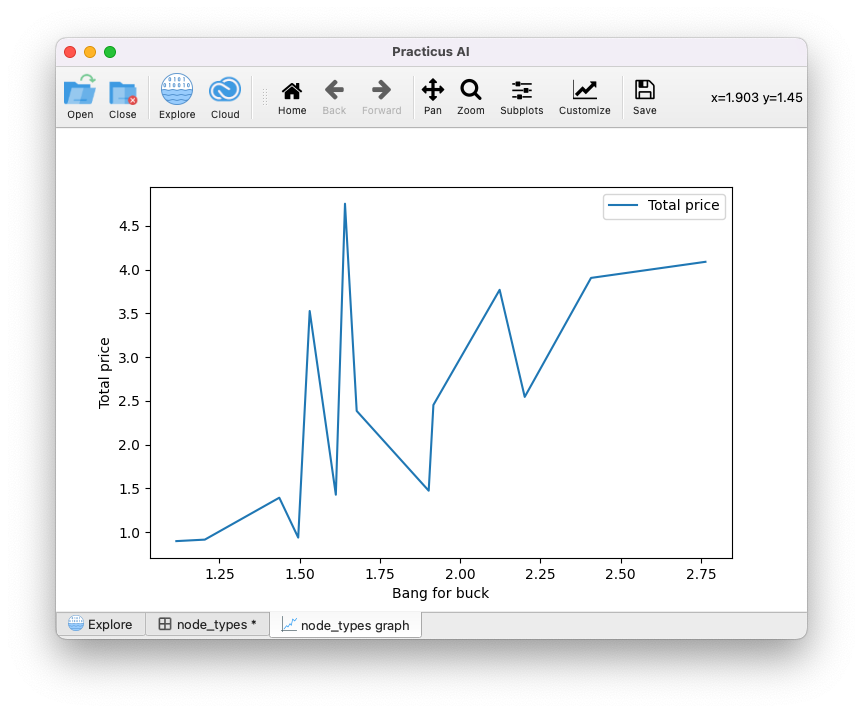 Practicus AI
0101
010010
Open
Close
Explore
Cloud
Home
Back
Forward
Pan
Zoom
Subplots
Customize
Save
x=1.903 y=1.45
Total price
4.5
4.0
3.5
3.0
2.5
2.0
1.5
1.0
Total price
1.25
1.50
1.75
2.00
2.25
2.50
2.75
Bang for buck
Explore
node_types *
node_types graph